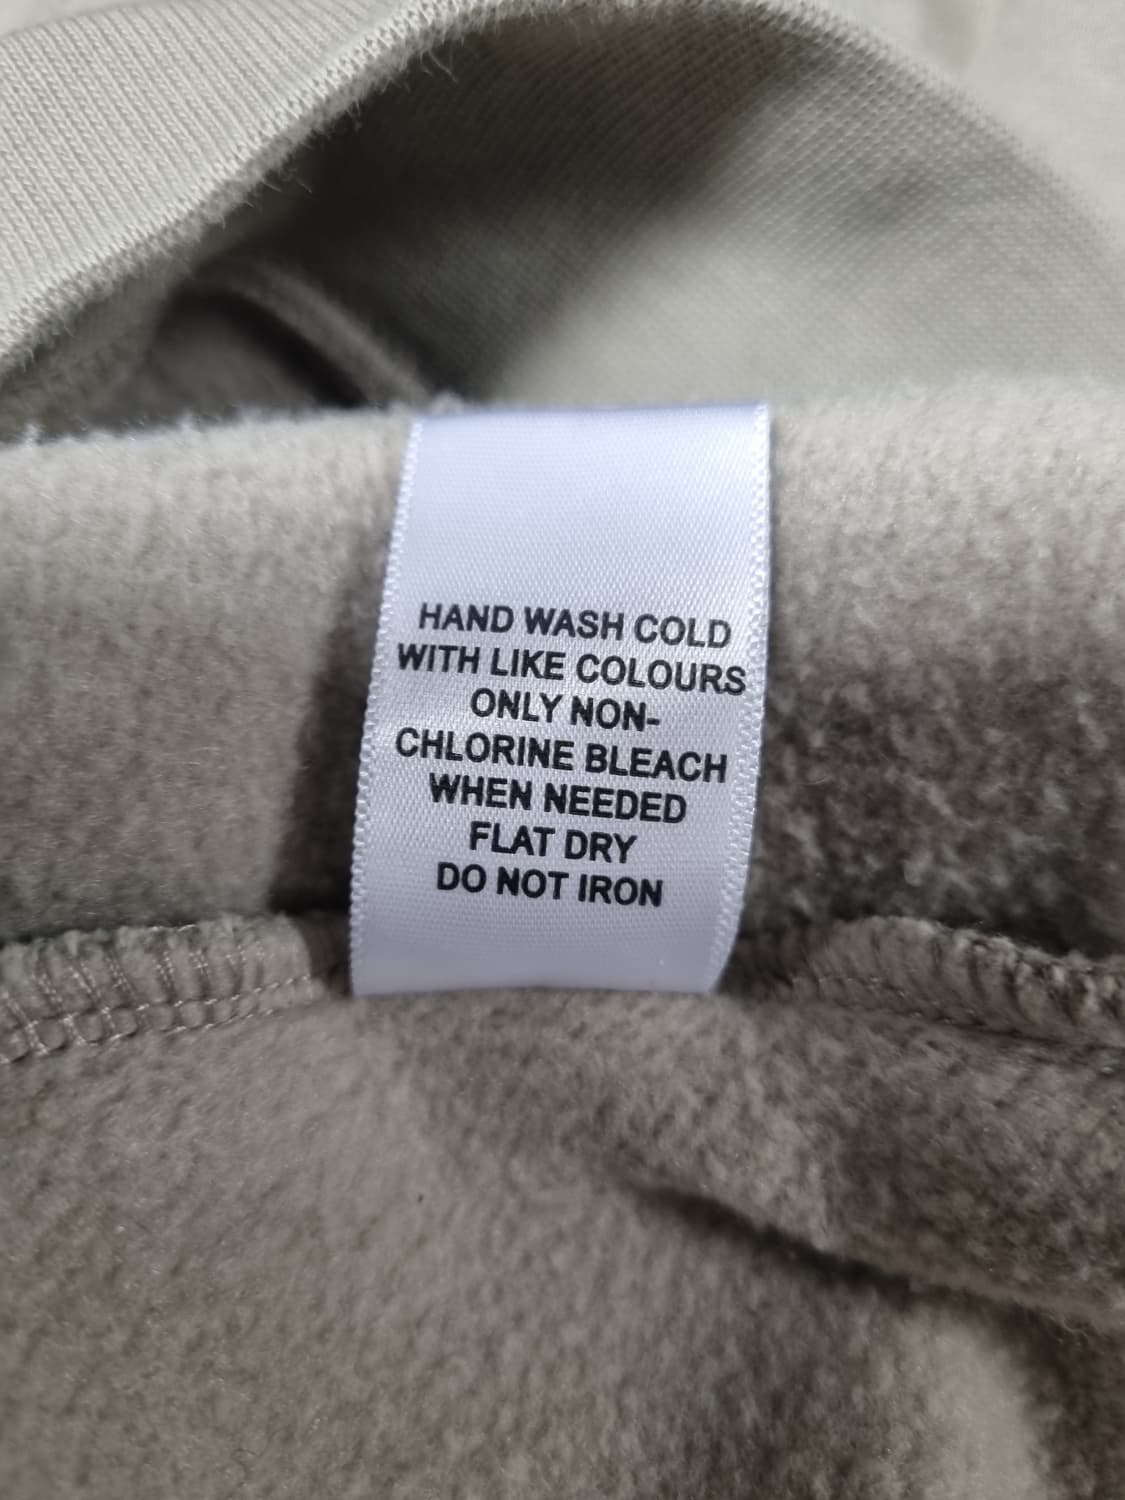 HAND WASH COLD
WITH LIKE COLOURS
ONLY NON-
CHLORINE BLEACH
WHEN NEEDED
FLAT DRY
DO NOT IRON